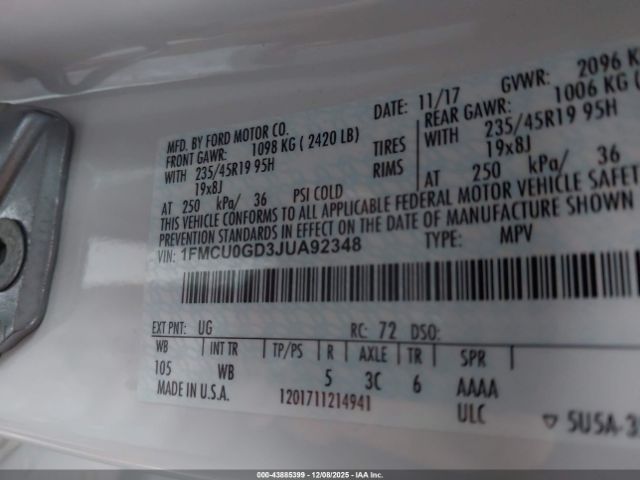 MFD. BY FORD MOTOR CO.
DATE: 11/17 GVWR: 2096 K
FRONT GAWR: 1098 KG ( 2420 LB)
REAR GAWR: 1006 KG (
WITH 235/45R19 95H TIRES WITH 235/45R19 95H
19x8J RIMS 19x8J
AT 250 kPa/ 36 PSI COLD AT 250 kPa/ 36
THIS VEHICLE CONFORMS TO ALL APPLICABLE FEDERAL MOTOR VEHICLE SAFET
PREVENTION STANDARDS IN EFFECT ON THE DATE OF MANUFACTURE SHOWN
VIN: 1FMCU0GD3JUA92348 TYPE: MPV
EXT PNT: UG RC: 72 DSO:
WB INT TR TP/PS R AXLE TR SPR
105 WB 5 3C 6 AAAA
MADE IN U.S.A. 1201711214941 ULC
5U5A-3
000-43885399 - 12/08/2025 - IAA Inc.